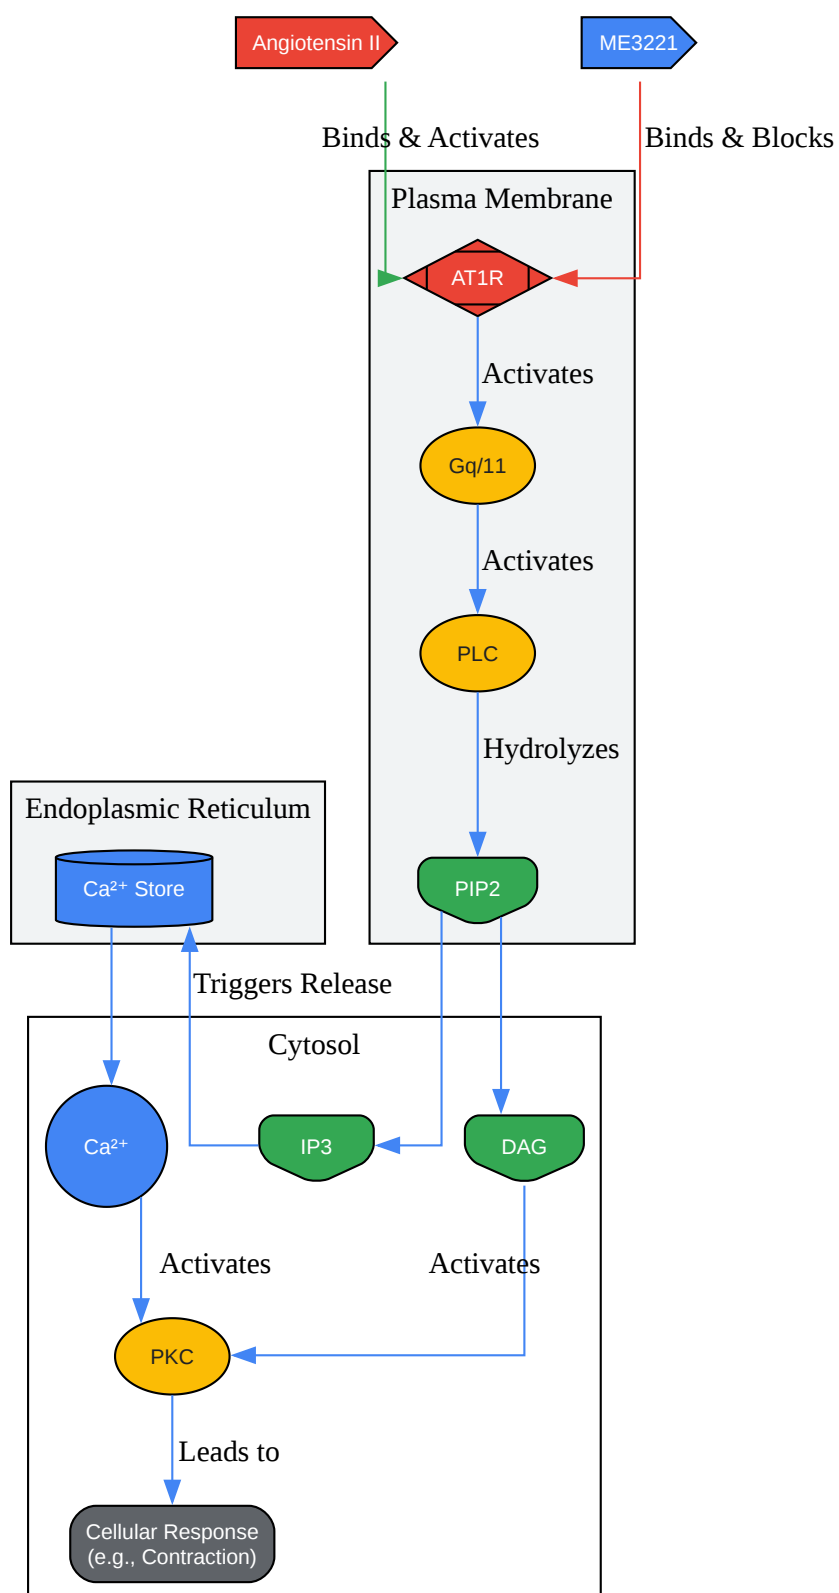 Angiotensin II
ME3221
Binds & Activates
Binds & Blocks
Plasma Membrane
AT1R
Activates
Gq/11
Activates
PLC
Hydrolyzes
Endoplasmic Reticulum
Ca²⁺ Store
PIP2
Triggers Release
Cytosol
Ca²⁺
IP3
DAG
Activates
Activates
PKC
Leads to
Cellular Response
(e.g., Contraction)